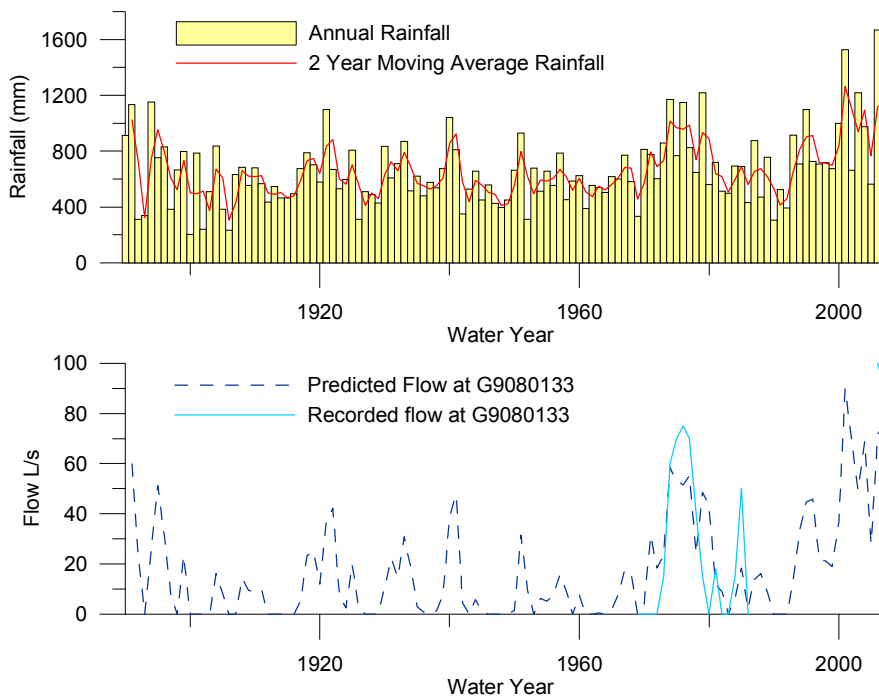 1600
1200
800
400
0
Rainfall (mm)
Annual Rainfall
2 Year Moving Average Rainfall
1920
1960
2000
Water Year
100
80
60
40
20
0
Flow L/s
Predicted Flow at G9080133
Recorded flow at G9080133
1920
1960
2000
Water Year